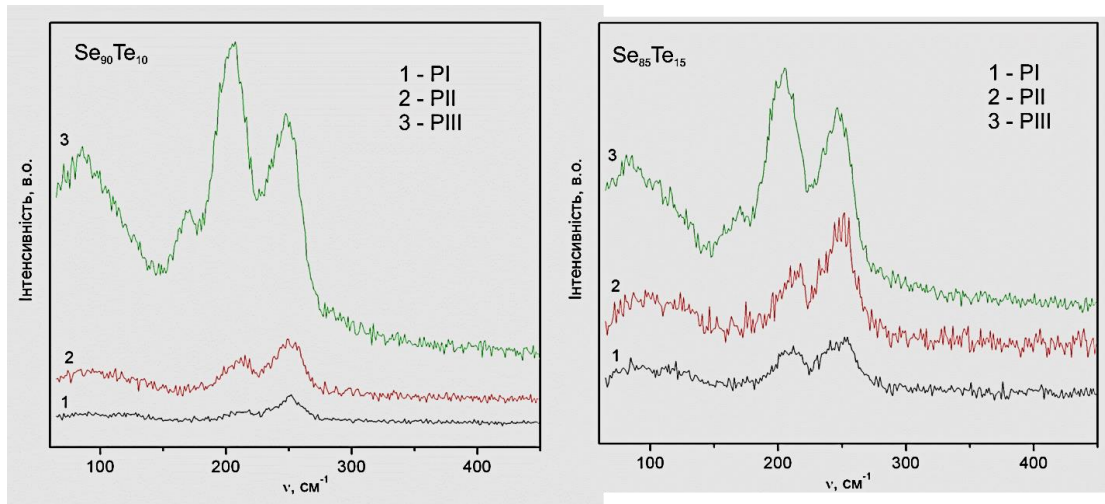 Se₉₀Te₁₀
1 - PI
2 - PII
3 - PIII
3
2
1
Інтенсивність, в.о.
100 200 300 400
ν, см⁻¹
Se₈₅Te₁₅
1 - PI
2 - PII
3 - PIII
3
2
1
Інтенсивність, в.о.
100 200 300 400
ν, см⁻¹